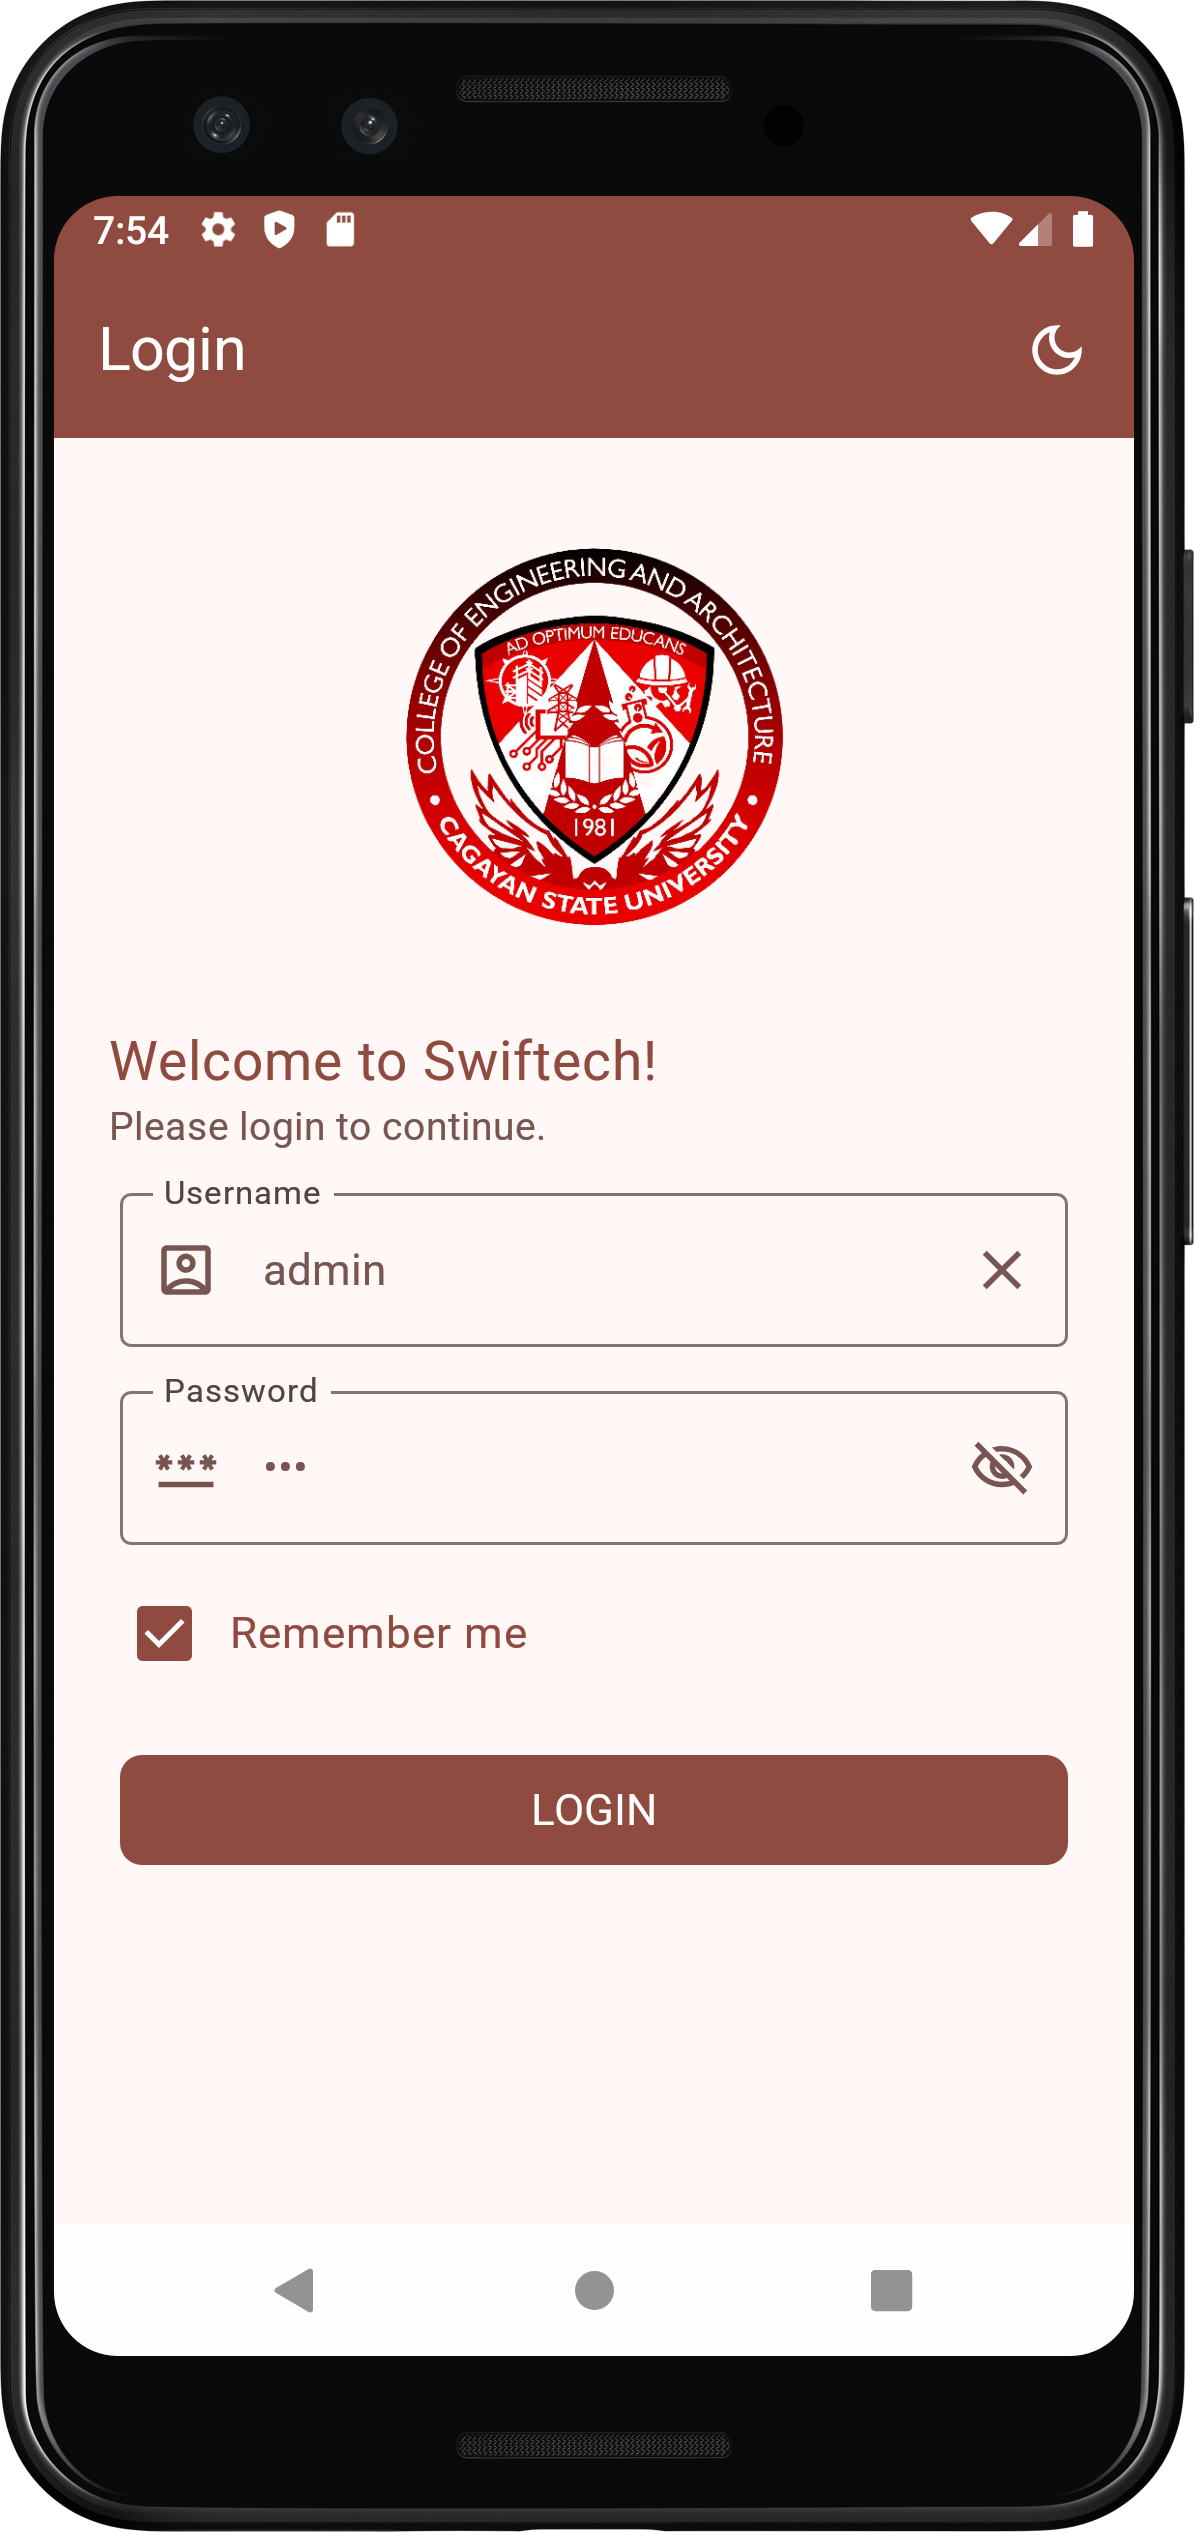 7:54
Login
COLLEGE OF ENGINEERING AND ARCHITECTURE
AD OPTIMUM EDUCANS
1981
• CAGAYAN STATE UNIVERSITY •
Welcome to Swiftech!
Please login to continue.
Username
admin
Password
•••
Remember me
LOGIN